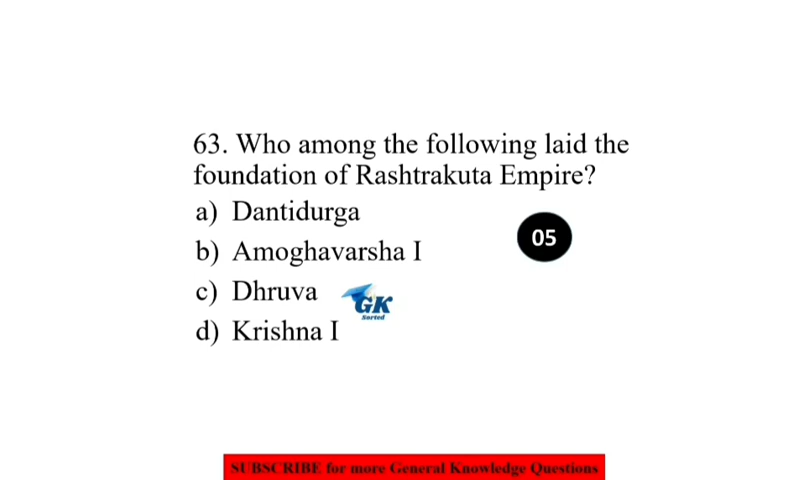 63. Who among the following laid the
foundation of Rashtrakuta Empire?
a) Dantidurga
b) Amoghavarsha I
05
c) Dhruva
GK
Sorted
d) Krishna I
SUBSCRIBE for more General Knowledge Questions